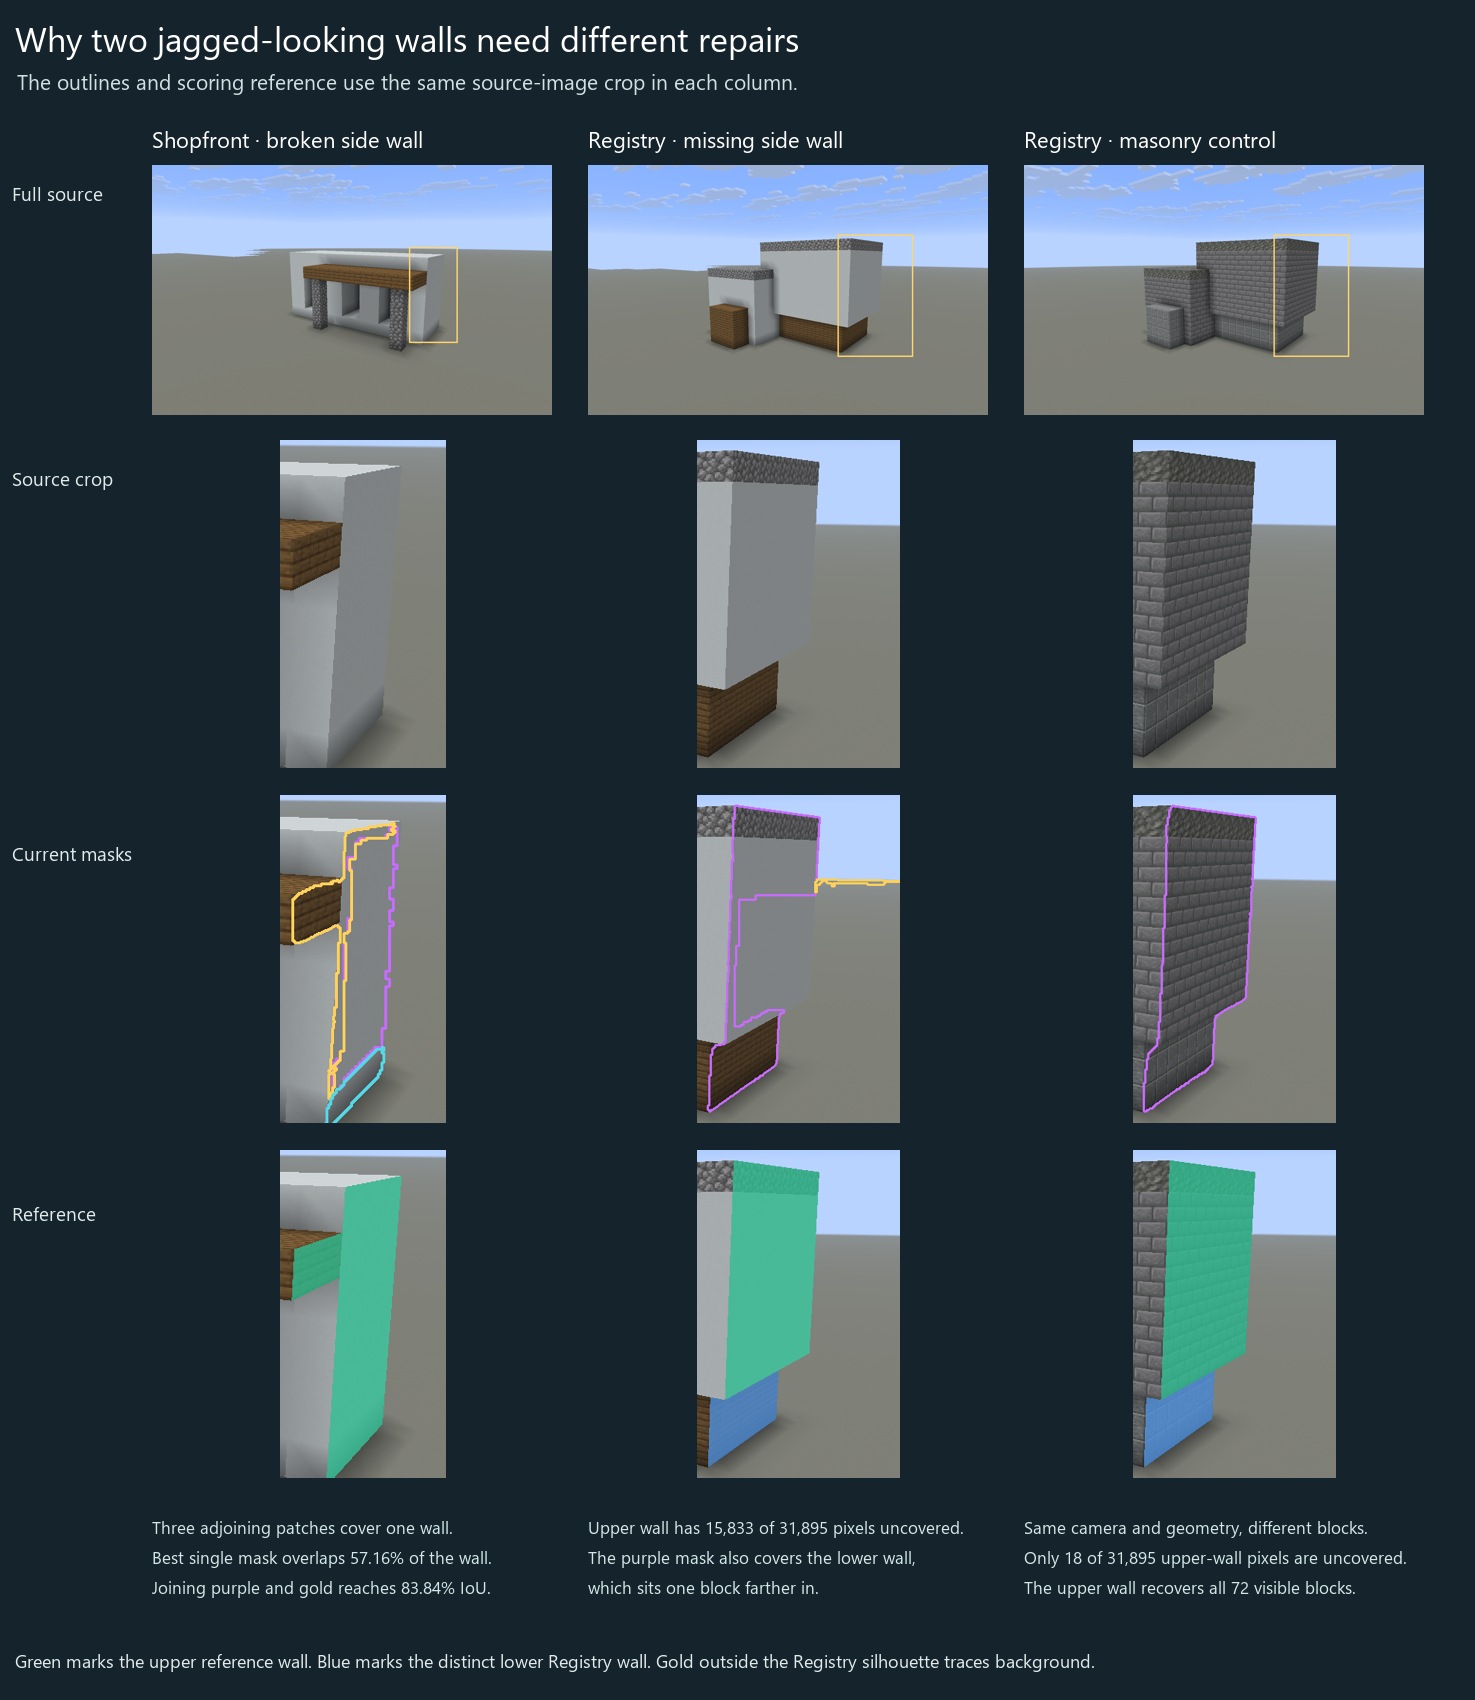 Why two jagged-looking walls need different repairs
The outlines and scoring reference use the same source-image crop in each column.
Shopfront · broken side wall
Registry · missing side wall
Registry · masonry control
Full source
Source crop
Current masks
Reference
Three adjoining patches cover one wall.
Best single mask overlaps 57.16% of the wall.
Joining purple and gold reaches 83.84% IoU.
Upper wall has 15,833 of 31,895 pixels uncovered.
The purple mask also covers the lower wall,
which sits one block farther in.
Same camera and geometry, different blocks.
Only 18 of 31,895 upper-wall pixels are uncovered.
The upper wall recovers all 72 visible blocks.
Green marks the upper reference wall. Blue marks the distinct lower Registry wall. Gold outside the Registry silhouette traces background.